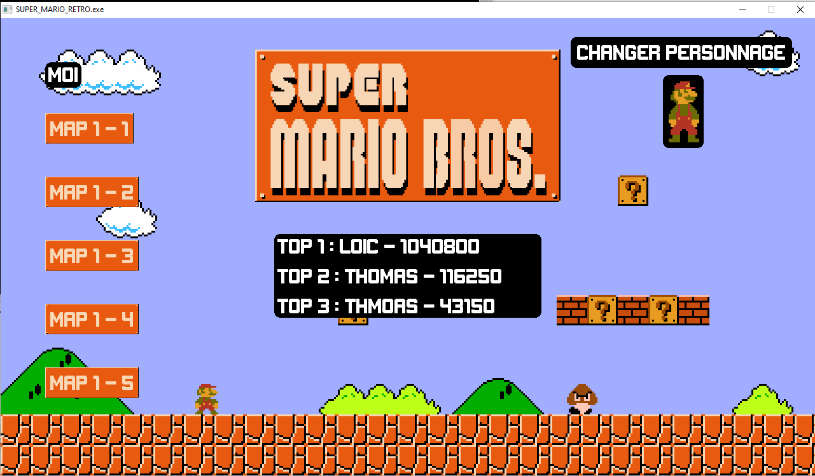 SUPER_MARIO_RETRO.exe
CHANGER PERSONNAGE
MOI
SUPER
MARIO BROS.
MAP 1 - 1
MAP 1 - 2
MAP 1 - 3
MAP 1 - 4
MAP 1 - 5
TOP 1 : LOIC - 1040800
TOP 2 : THOMAS - 116250
TOP 3 : THMOAS - 43150
?
? ?